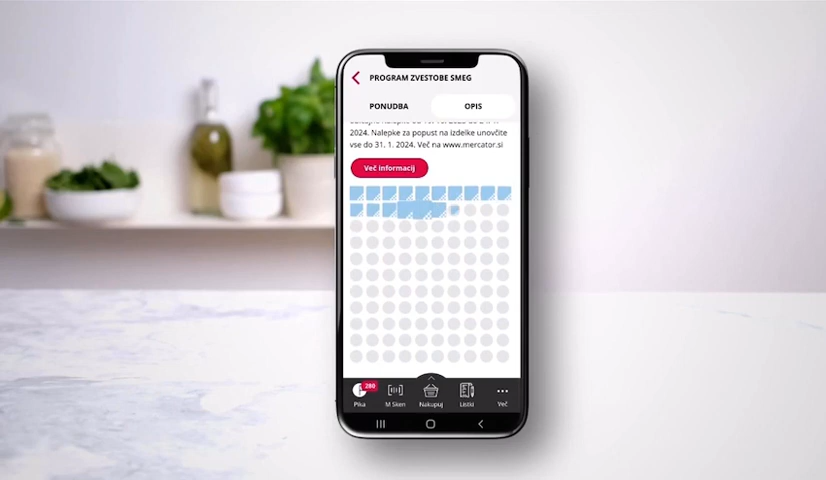 PROGRAM ZVESTOBE SMEG
PONUDBA
OPIS
2024. Nalepke za popust na izdelke unovčite
vse do 31. 1. 2024. Več na www.mercator.si
Več informacij
280
Pika
M Sken
Nakupuj
Listki
Več